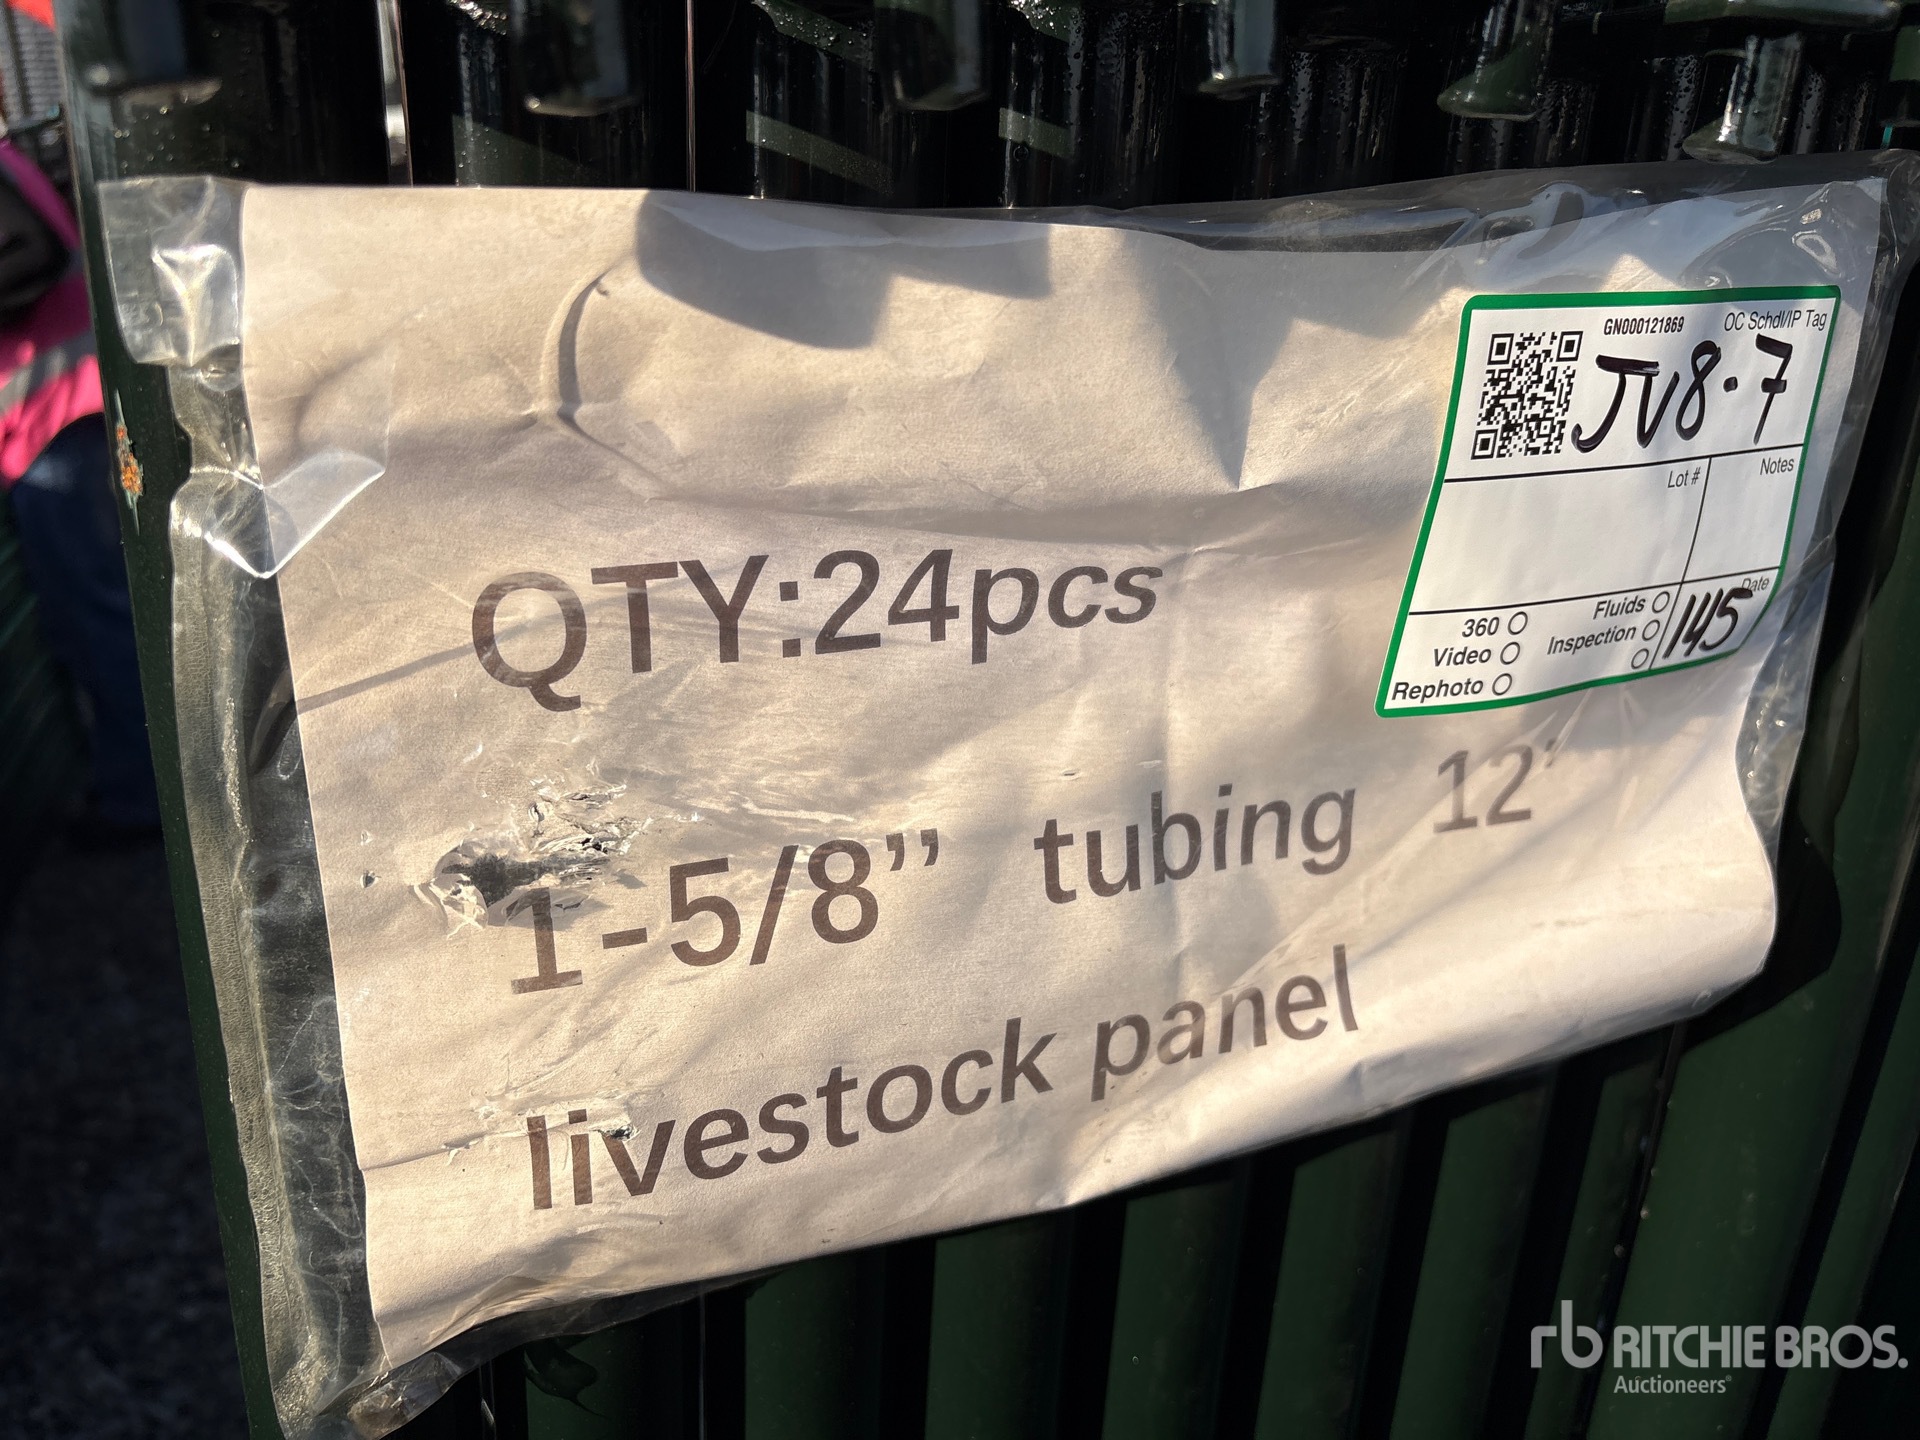 GN000121869 OC Schdl/IP Tag
JV8-7
Lot # Notes
Date
360 Fluids
Video Inspection
Rephoto
145
QTY:24pcs
1-5/8” tubing 12’
livestock panel
rb RITCHIE BROS.
Auctioneers®